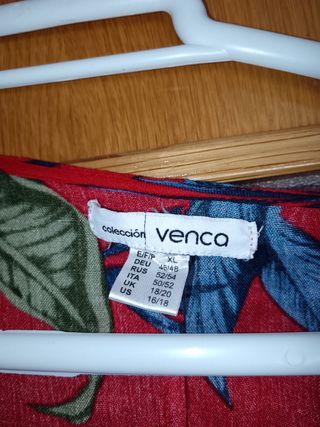 colección venca
E/F/P XL
DEU 46/48
RUS 52/54
ITA 50/52
UK 18/20
US 16/18